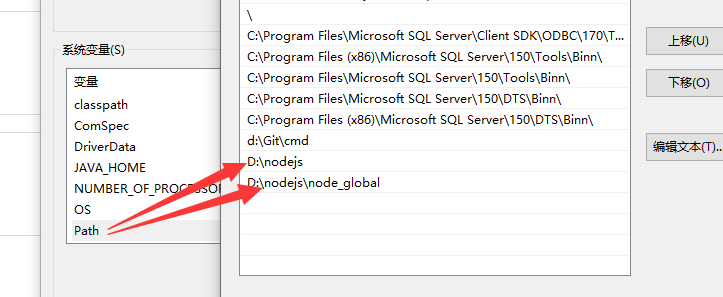 系统变量(S)
变量
classpath
ComSpec
DriverData
JAVA_HOME
NUMBER_OF_PROCESSOR
OS
Path
\
C:\Program Files\Microsoft SQL Server\Client SDK\ODBC\170\T...
C:\Program Files (x86)\Microsoft SQL Server\150\Tools\Binn\
C:\Program Files\Microsoft SQL Server\150\Tools\Binn\
C:\Program Files\Microsoft SQL Server\150\DTS\Binn\
C:\Program Files (x86)\Microsoft SQL Server\150\DTS\Binn\
d:\Git\cmd
D:\nodejs
D:\nodejs\node_global
上移(U)
下移(O)
编辑文本(T)...